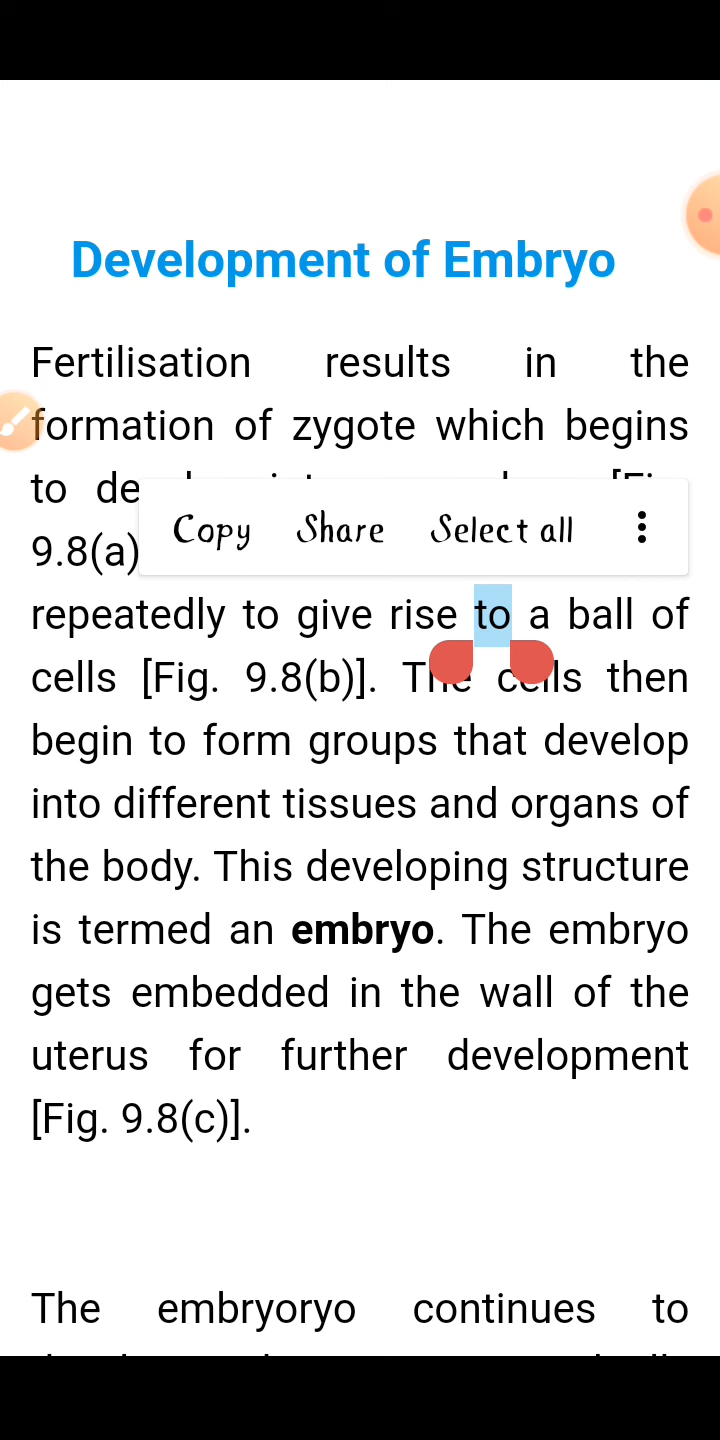 Development of Embryo
Fertilisation results in the
formation of zygote which begins
to
9.8(a)
Copy Share Select all
repeatedly to give rise to a ball of
cells [Fig. 9.8(b)]. The cells then
begin to form groups that develop
into different tissues and organs of
the body. This developing structure
is termed an embryo. The embryo
gets embedded in the wall of the
uterus for further development
[Fig. 9.8(c)].
The embryoryo continues to